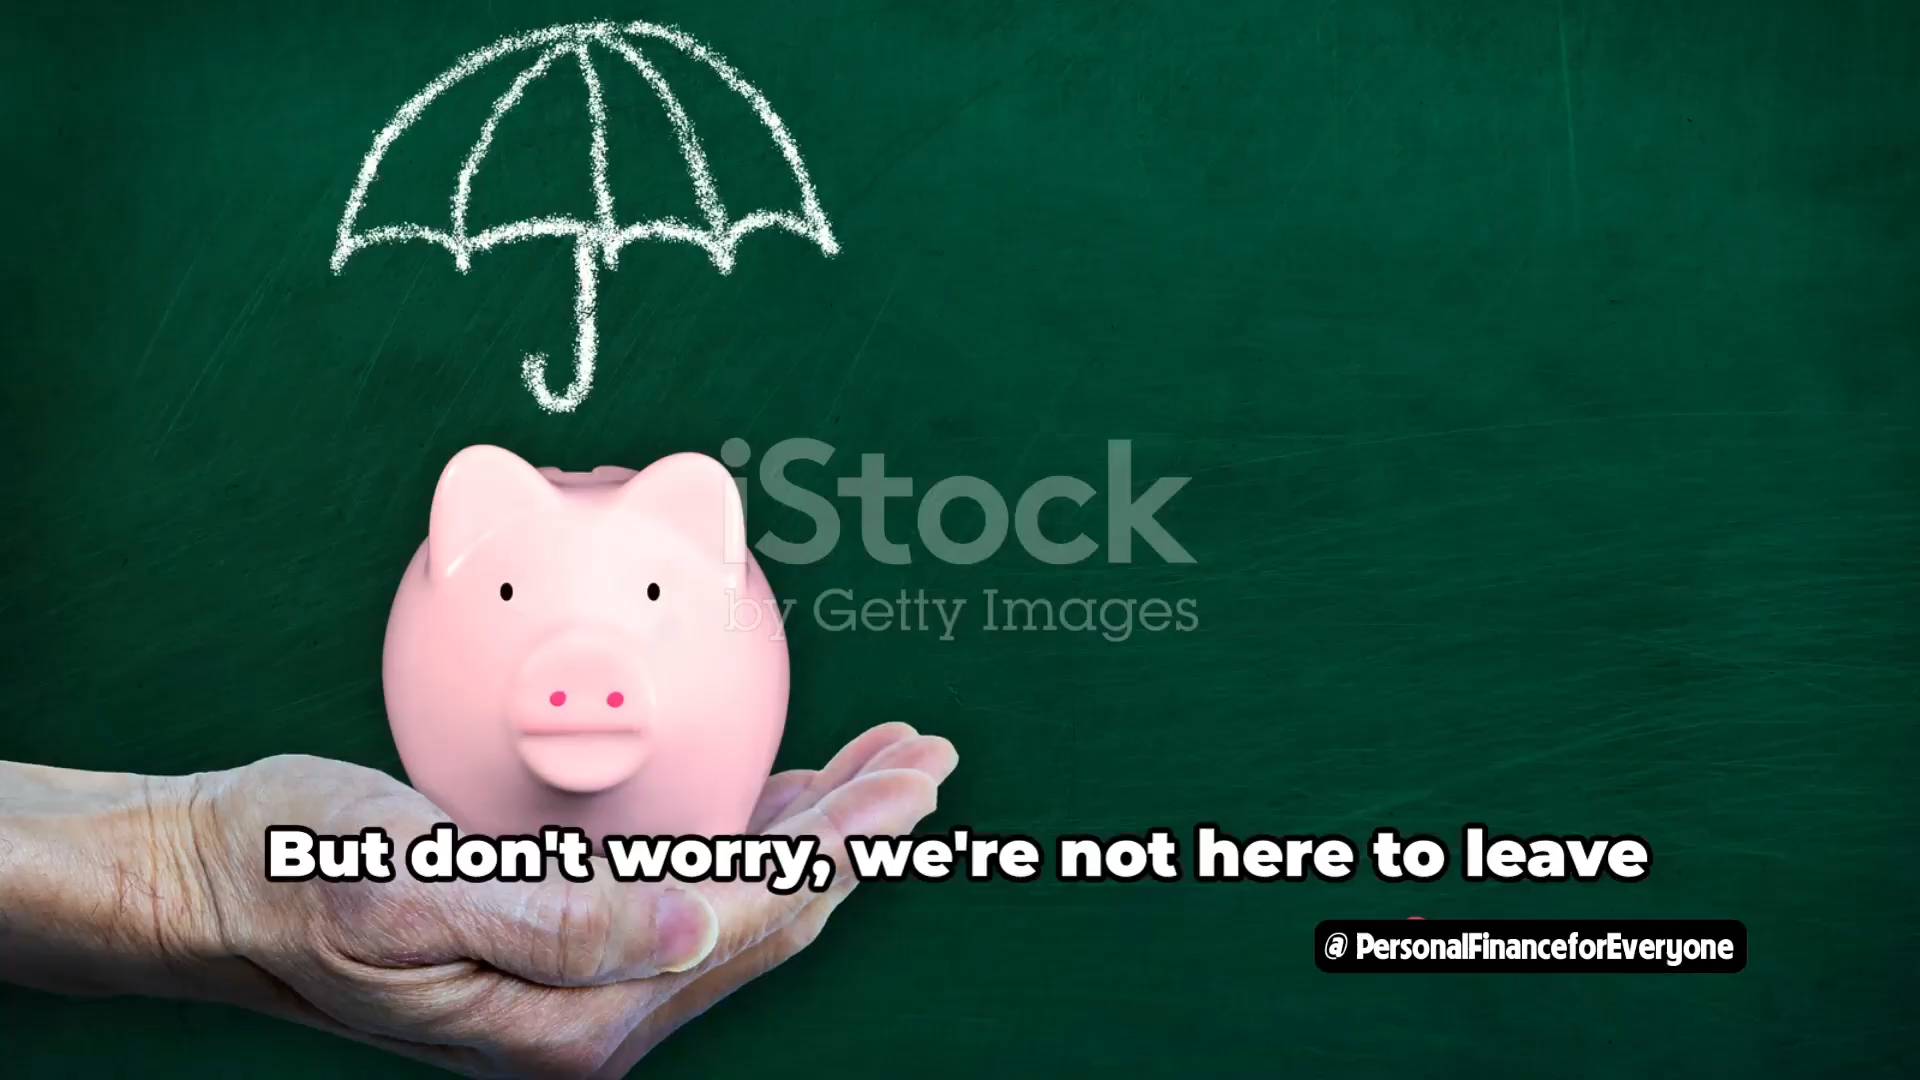 iStock
by Getty Images
But don't worry, we're not here to leave
@ PersonalFinanceforEveryone